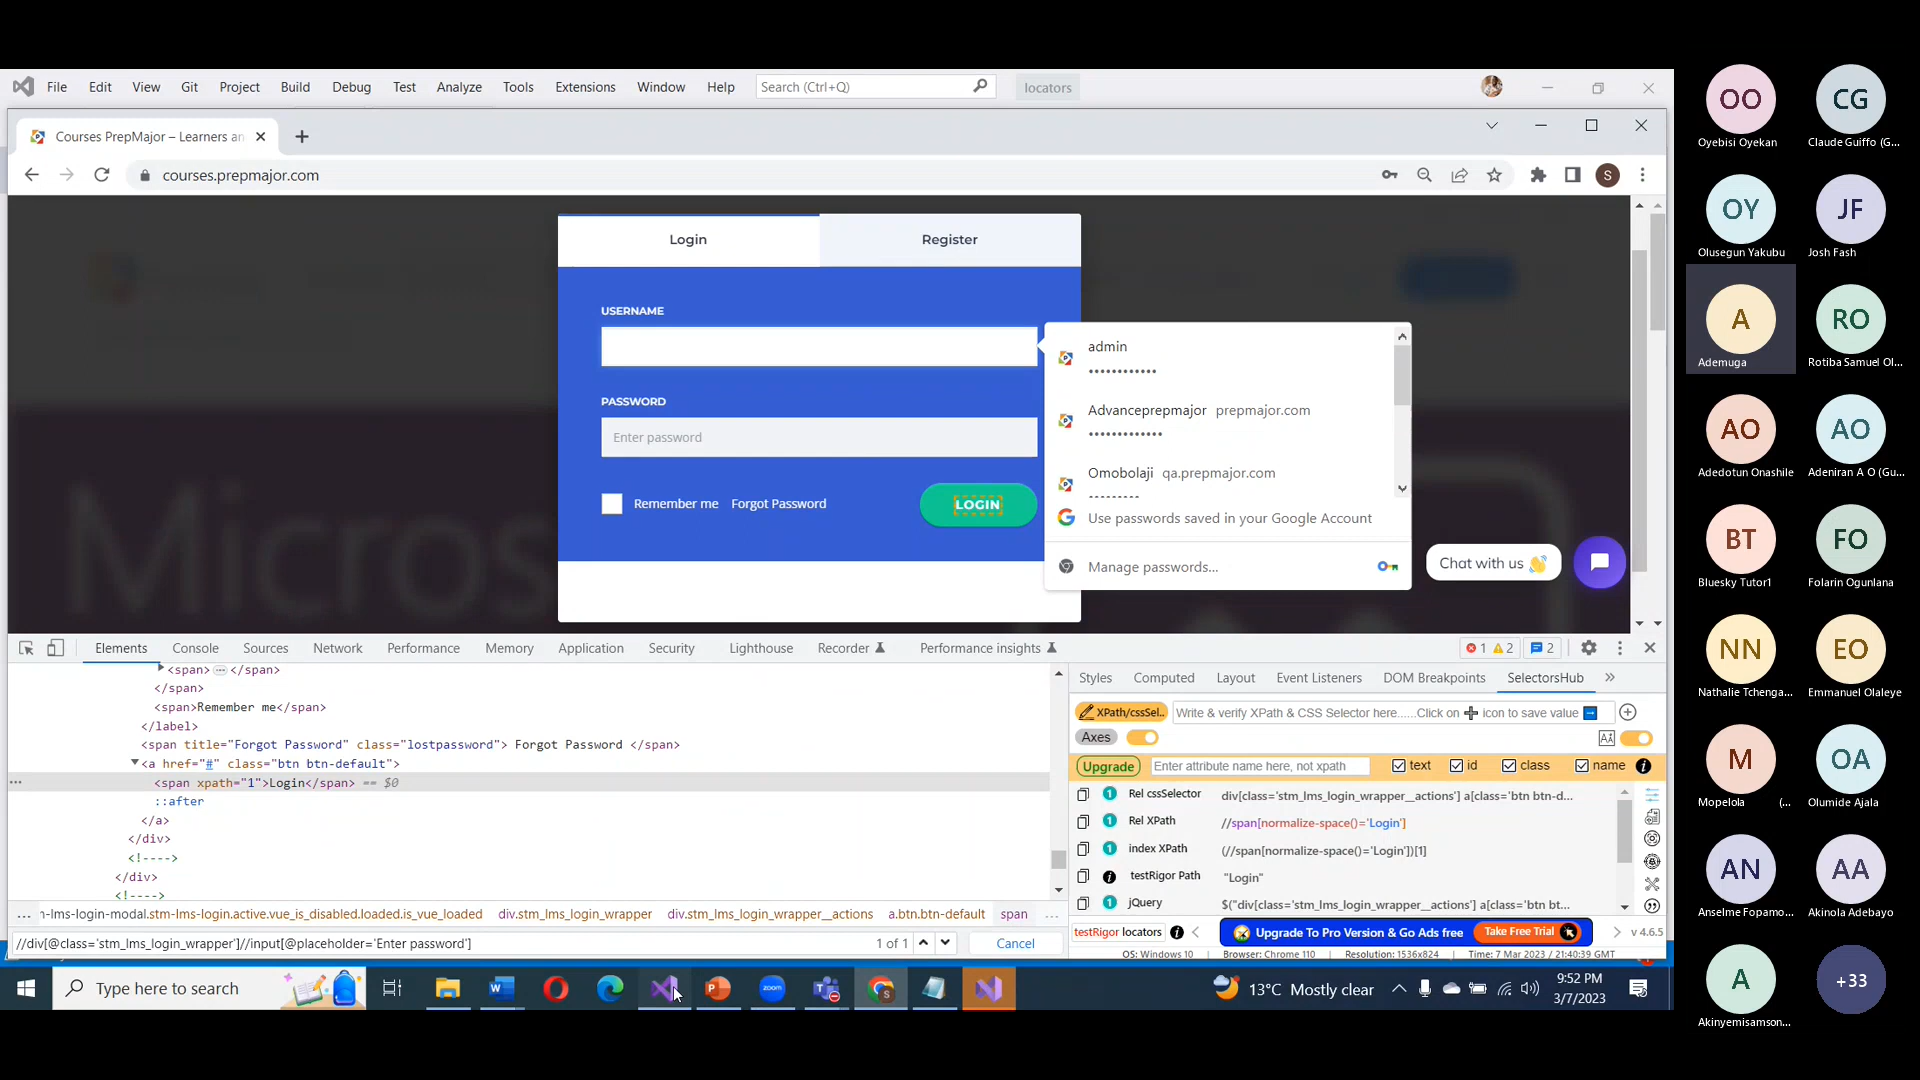 File Edit View Git Project Build Debug Test Analyze Tools Extensions Window Help Search (Ctrl+Q) locators
Courses PrepMajor – Learners an
courses.prepmajor.com
S
Login Register
USERNAME
PASSWORD
Enter password
Remember me Forgot Password LOGIN
admin
••••••••••••
Advanceprepmajor prepmajor.com
•••••••••••••
Omobolaji qa.prepmajor.com
Use passwords saved in your Google Account
Manage passwords...
Chat with us
Micros
Elements Console Sources Network Performance Memory Application Security Lighthouse Recorder Performance insights 1 2 2
<span> … </span>
</span>
<span>Remember me</span>
</label>
<span title="Forgot Password" class="lostpassword"> Forgot Password </span>
<a href="#" class="btn btn-default">
... <span xpath="1">Login</span> == $0
::after
</a>
</div>
<!---->
</div>
<!---->
... n-lms-login-modal.stm-lms-login.active.vue_is_disabled.loaded.is_vue_loaded div.stm_lms_login_wrapper div.stm_lms_login_wrapper__actions a.btn.btn-default span ...
//div[@class='stm_lms_login_wrapper']//input[@placeholder='Enter password'] 1 of 1 Cancel
Styles Computed Layout Event Listeners DOM Breakpoints SelectorsHub »
XPath/cssSel.. Write & verify XPath & CSS Selector here......Click on icon to save value
Axes
Upgrade Enter attribute name here, not xpath text id class name
1 Rel cssSelector div[class='stm_lms_login_wrapper__actions'] a[class='btn btn-d...
1 Rel XPath //span[normalize-space()='Login']
1 index XPath (//span[normalize-space()='Login'])[1]
testRigor Path "Login"
1 jQuery $("div[class='stm_lms_login_wrapper__actions'] a[class='btn bt...
testRigor locators Upgrade To Pro Version & Go Ads free Take Free Trial v 4.6.5
OS: Windows 10 Browser: Chrome 110 Resolution: 1536x824 Time: 7 Mar 2023 / 21:40:39 GMT
Type here to search
zoom
13°C Mostly clear
9:52 PM
3/7/2023
OO CG
Oyebisi Oyekan Claude Guiffo (G...
OY JF
Olusegun Yakubu Josh Fash
A RO
Ademuga Rotiba Samuel Ol...
AO AO
Adedotun Onashile Adeniran A O (Gu...
BT FO
Bluesky Tutor1 Folarin Ogunlana
NN EO
Nathalie Tchenga... Emmanuel Olaleye
M OA
Mopelola (... Olumide Ajala
AN AA
Anselme Fopamo... Akinola Adebayo
A +33
Akinyemisamson...